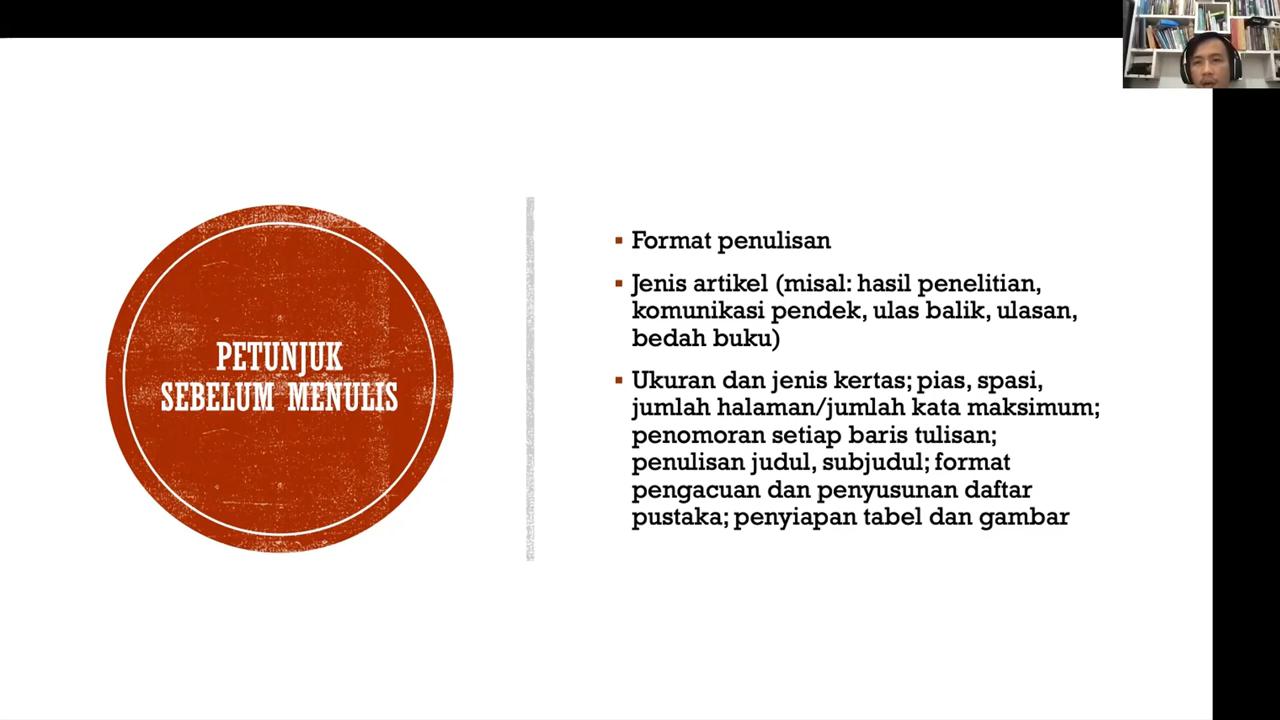 PETUNJUK
SEBELUM MENULIS
▪ Format penulisan
▪ Jenis artikel (misal: hasil penelitian,
komunikasi pendek, ulas balik, ulasan,
bedah buku)
▪ Ukuran dan jenis kertas; pias, spasi,
jumlah halaman/jumlah kata maksimum;
penomoran setiap baris tulisan;
penulisan judul, subjudul; format
pengacuan dan penyusunan daftar
pustaka; penyiapan tabel dan gambar